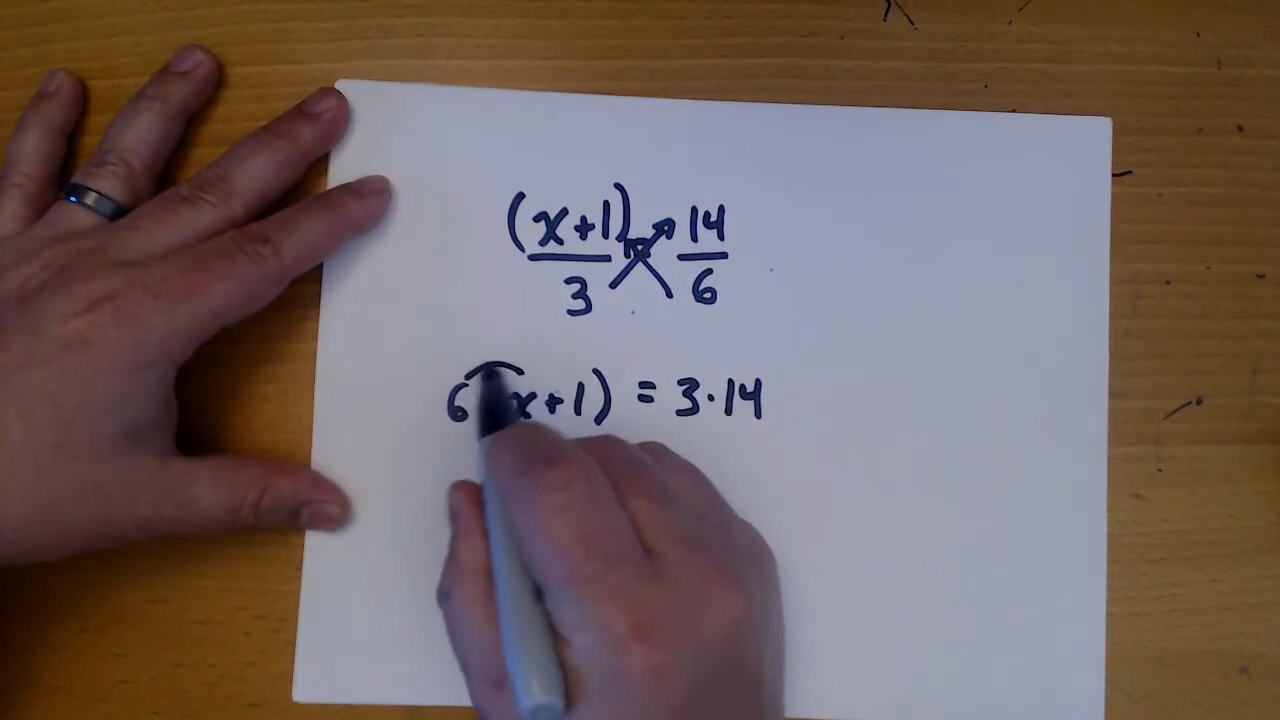 (x+1) 14
3 6
6(x+1) = 3·14